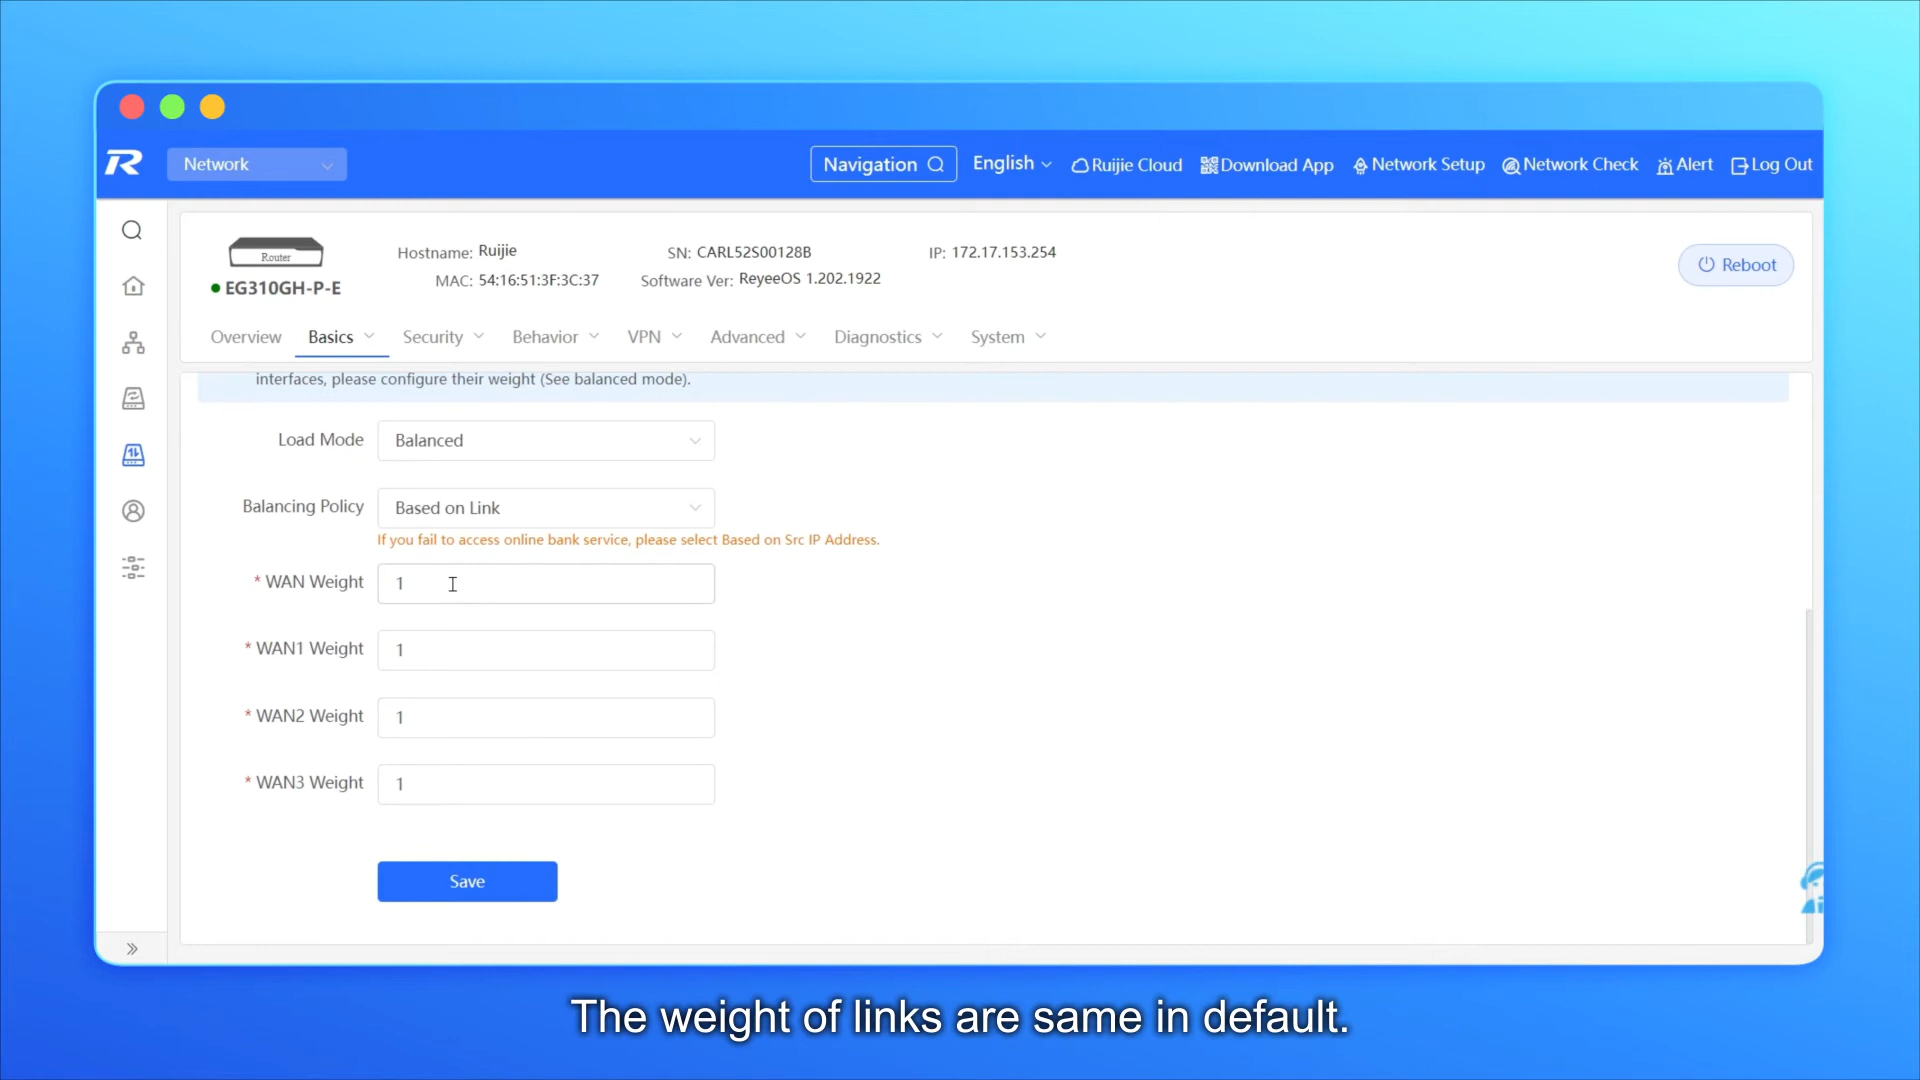 Network
Navigation English Ruijie Cloud Download App Network Setup Network Check Alert Log Out
Router
EG310GH-P-E
Hostname: Ruijie SN: CARL52S00128B IP: 172.17.153.254
MAC: 54:16:51:3F:3C:37 Software Ver: ReyeeOS 1.202.1922
Reboot
Overview Basics Security Behavior VPN Advanced Diagnostics System
interfaces, please configure their weight (See balanced mode).
Load Mode Balanced
Balancing Policy Based on Link
If you fail to access online bank service, please select Based on Src IP Address.
* WAN Weight 1
* WAN1 Weight 1
* WAN2 Weight 1
* WAN3 Weight 1
Save
The weight of links are same in default.